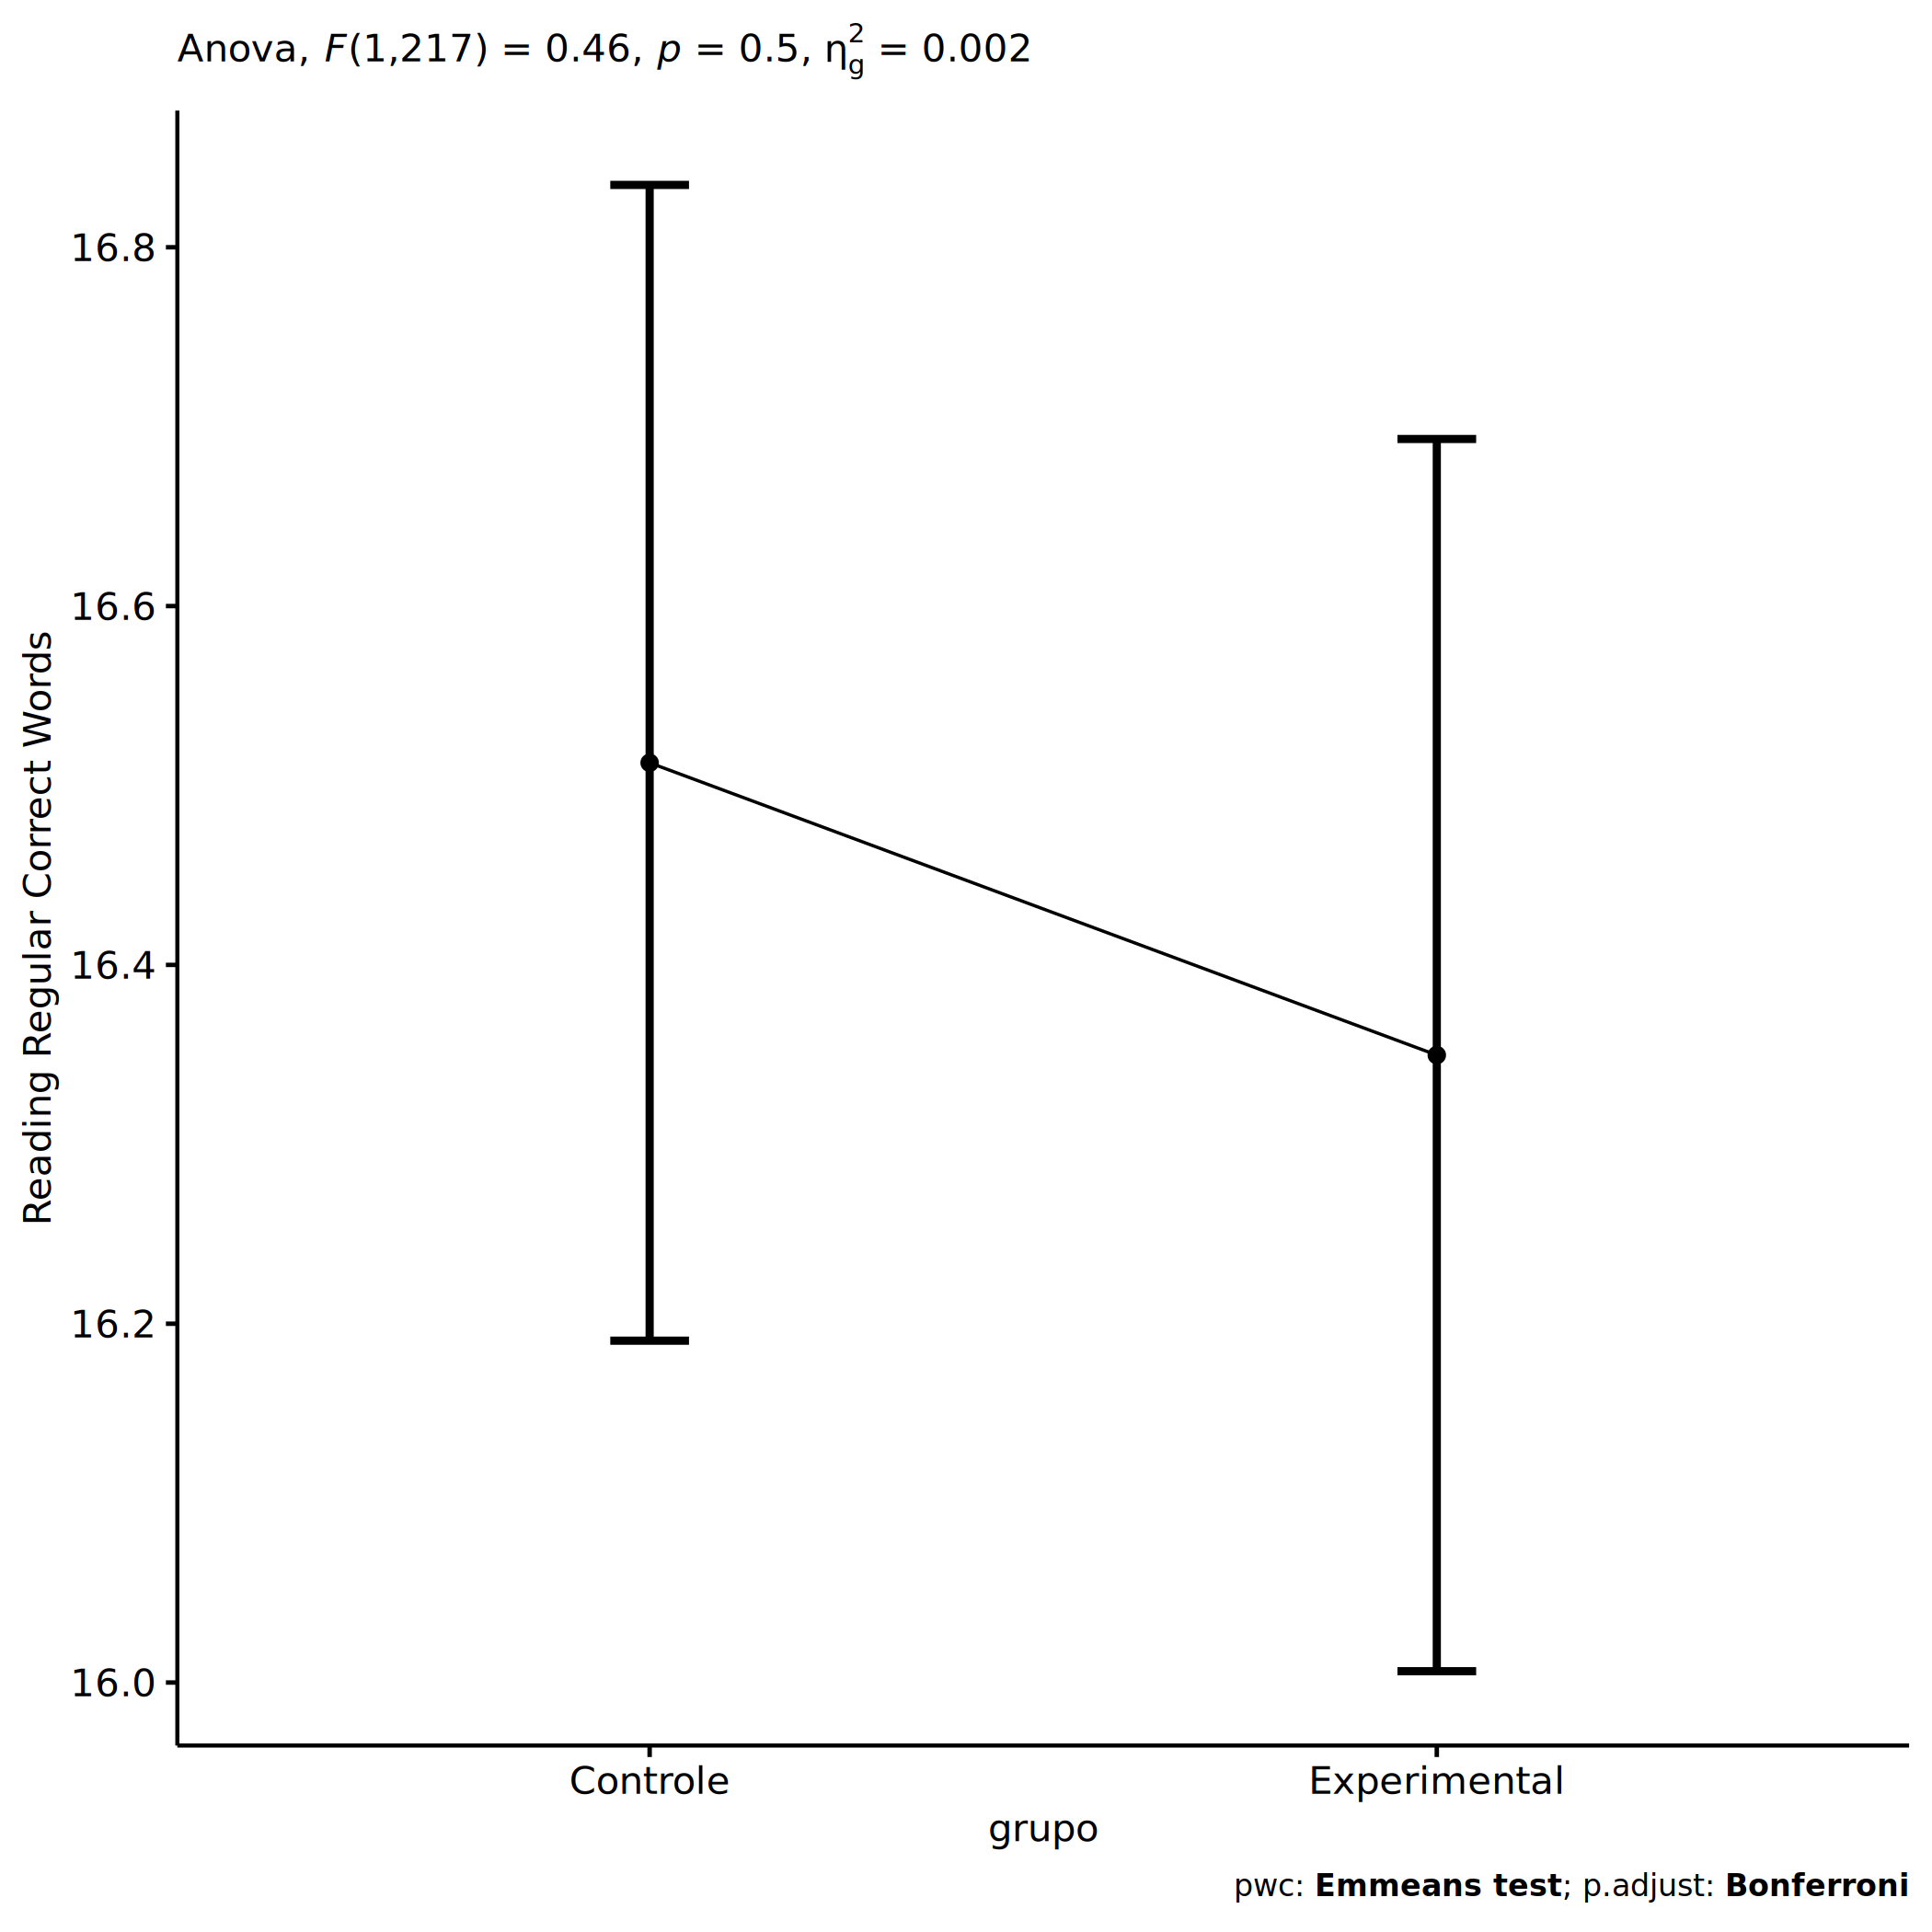 Anova, F(1,217) = 0.46, p = 0.5, η²g = 0.002
Reading Regular Correct Words
16.8
16.6
16.4
16.2
16.0
Controle Experimental
grupo
pwc: Emmeans test; p.adjust: Bonferroni